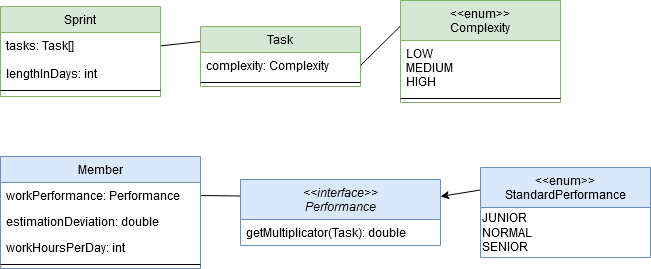 Sprint
tasks: Task[]
lengthInDays: int
Task
complexity: Complexity
<<enum>>
Complexity
LOW
MEDIUM
HIGH
Member
workPerformance: Performance
estimationDeviation: double
workHoursPerDay: int
<<interface>>
Performance
getMultiplicator(Task): double
<<enum>>
StandardPerformance
JUNIOR
NORMAL
SENIOR